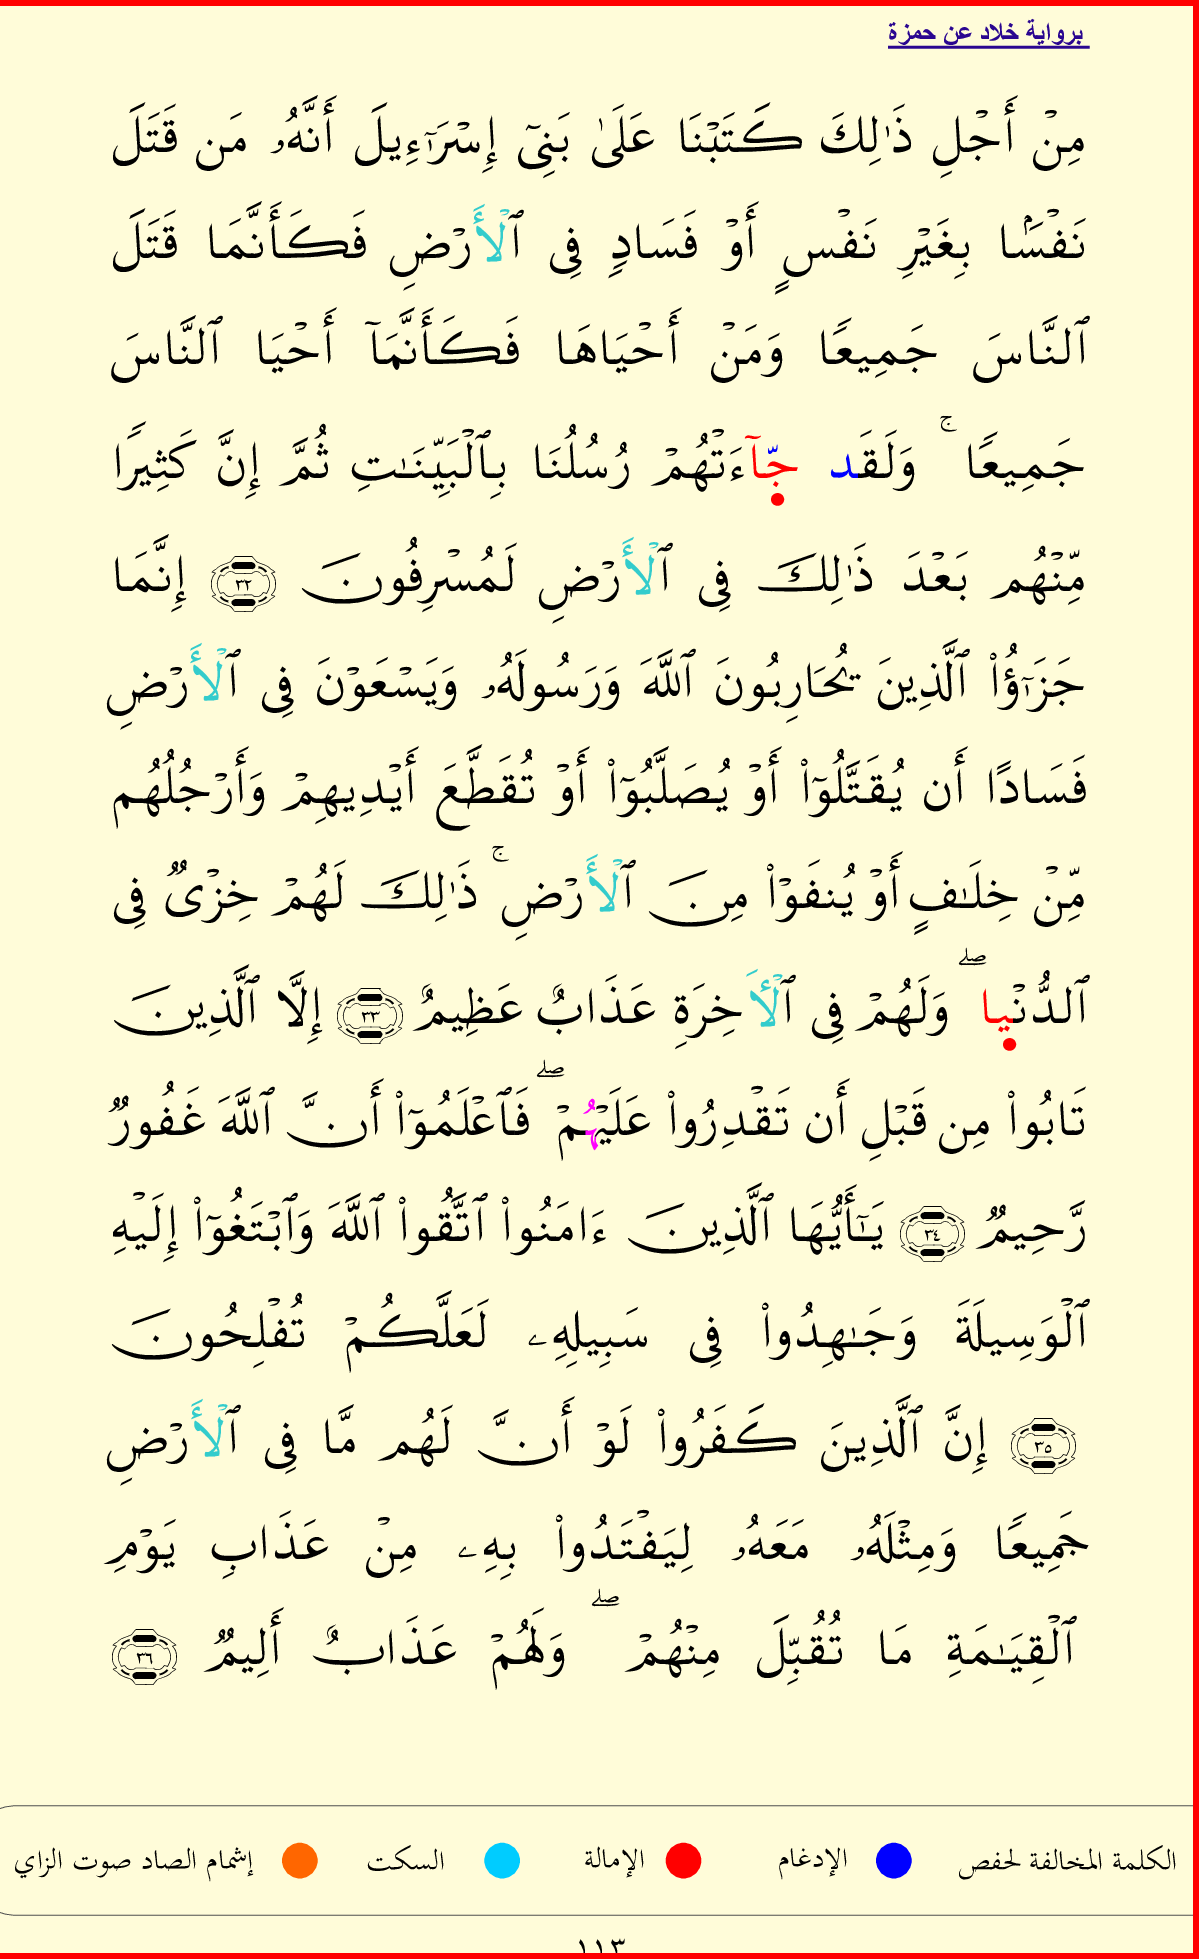 برواية خلاد عن حمزة
مِنْ أَجْلِ ذَٰلِكَ كَتَبْنَا عَلَىٰ بَنِىٓ إِسْرَٰٓءِيلَ أَنَّهُۥ مَن قَتَلَ
نَفْسًۢا بِغَيْرِ نَفْسٍ أَوْ فَسَادٍ فِى ٱلْأَرْضِ فَكَأَنَّمَا قَتَلَ
ٱلنَّاسَ جَمِيعًا وَمَنْ أَحْيَاهَا فَكَأَنَّمَآ أَحْيَا ٱلنَّاسَ
جَمِيعًا ۚ وَلَقَد جَّآءَتْهُمْ رُسُلُنَا بِٱلْبَيِّنَـٰتِ ثُمَّ إِنَّ كَثِيرًا
مِّنْهُم بَعْدَ ذَٰلِكَ فِى ٱلْأَرْضِ لَمُسْرِفُونَ ٣٢ إِنَّمَا
جَزَٰٓؤُا۟ ٱلَّذِينَ يُحَارِبُونَ ٱللَّهَ وَرَسُولَهُۥ وَيَسْعَوْنَ فِى ٱلْأَرْضِ
فَسَادًا أَن يُقَتَّلُوٓا۟ أَوْ يُصَلَّبُوٓا۟ أَوْ تُقَطَّعَ أَيْدِيهِمْ وَأَرْجُلُهُم
مِّنْ خِلَـٰفٍ أَوْ يُنفَوْا۟ مِنَ ٱلْأَرْضِ ۚ ذَٰلِكَ لَهُمْ خِزْىٌ فِى
ٱلدُّنْيا ۖ وَلَهُمْ فِى ٱلْأَخِرَةِ عَذَابٌ عَظِيمٌ ٣٣ إِلَّا ٱلَّذِينَ
تَابُوا۟ مِن قَبْلِ أَن تَقْدِرُوا۟ عَلَيْهُمْ ۖ فَٱعْلَمُوٓا۟ أَنَّ ٱللَّهَ غَفُورٌ
رَّحِيمٌ ٣٤ يَـٰٓأَيُّهَا ٱلَّذِينَ ءَامَنُوا۟ ٱتَّقُوا۟ ٱللَّهَ وَٱبْتَغُوٓا۟ إِلَيْهِ
ٱلْوَسِيلَةَ وَجَـٰهِدُوا۟ فِى سَبِيلِهِۦ لَعَلَّكُمْ تُفْلِحُونَ
٣٥ إِنَّ ٱلَّذِينَ كَفَرُوا۟ لَوْ أَنَّ لَهُم مَّا فِى ٱلْأَرْضِ
جَمِيعًا وَمِثْلَهُۥ مَعَهُۥ لِيَفْتَدُوا۟ بِهِۦ مِنْ عَذَابِ يَوْمِ
ٱلْقِيَـٰمَةِ مَا تُقُبِّلَ مِنْهُمْ ۖ وَلَهُمْ عَذَابٌ أَلِيمٌ ٣٦
الكلمة المخالفة لحفص الإدغام الإمالة السكت إشمام الصاد صوت الزاي
١١٣